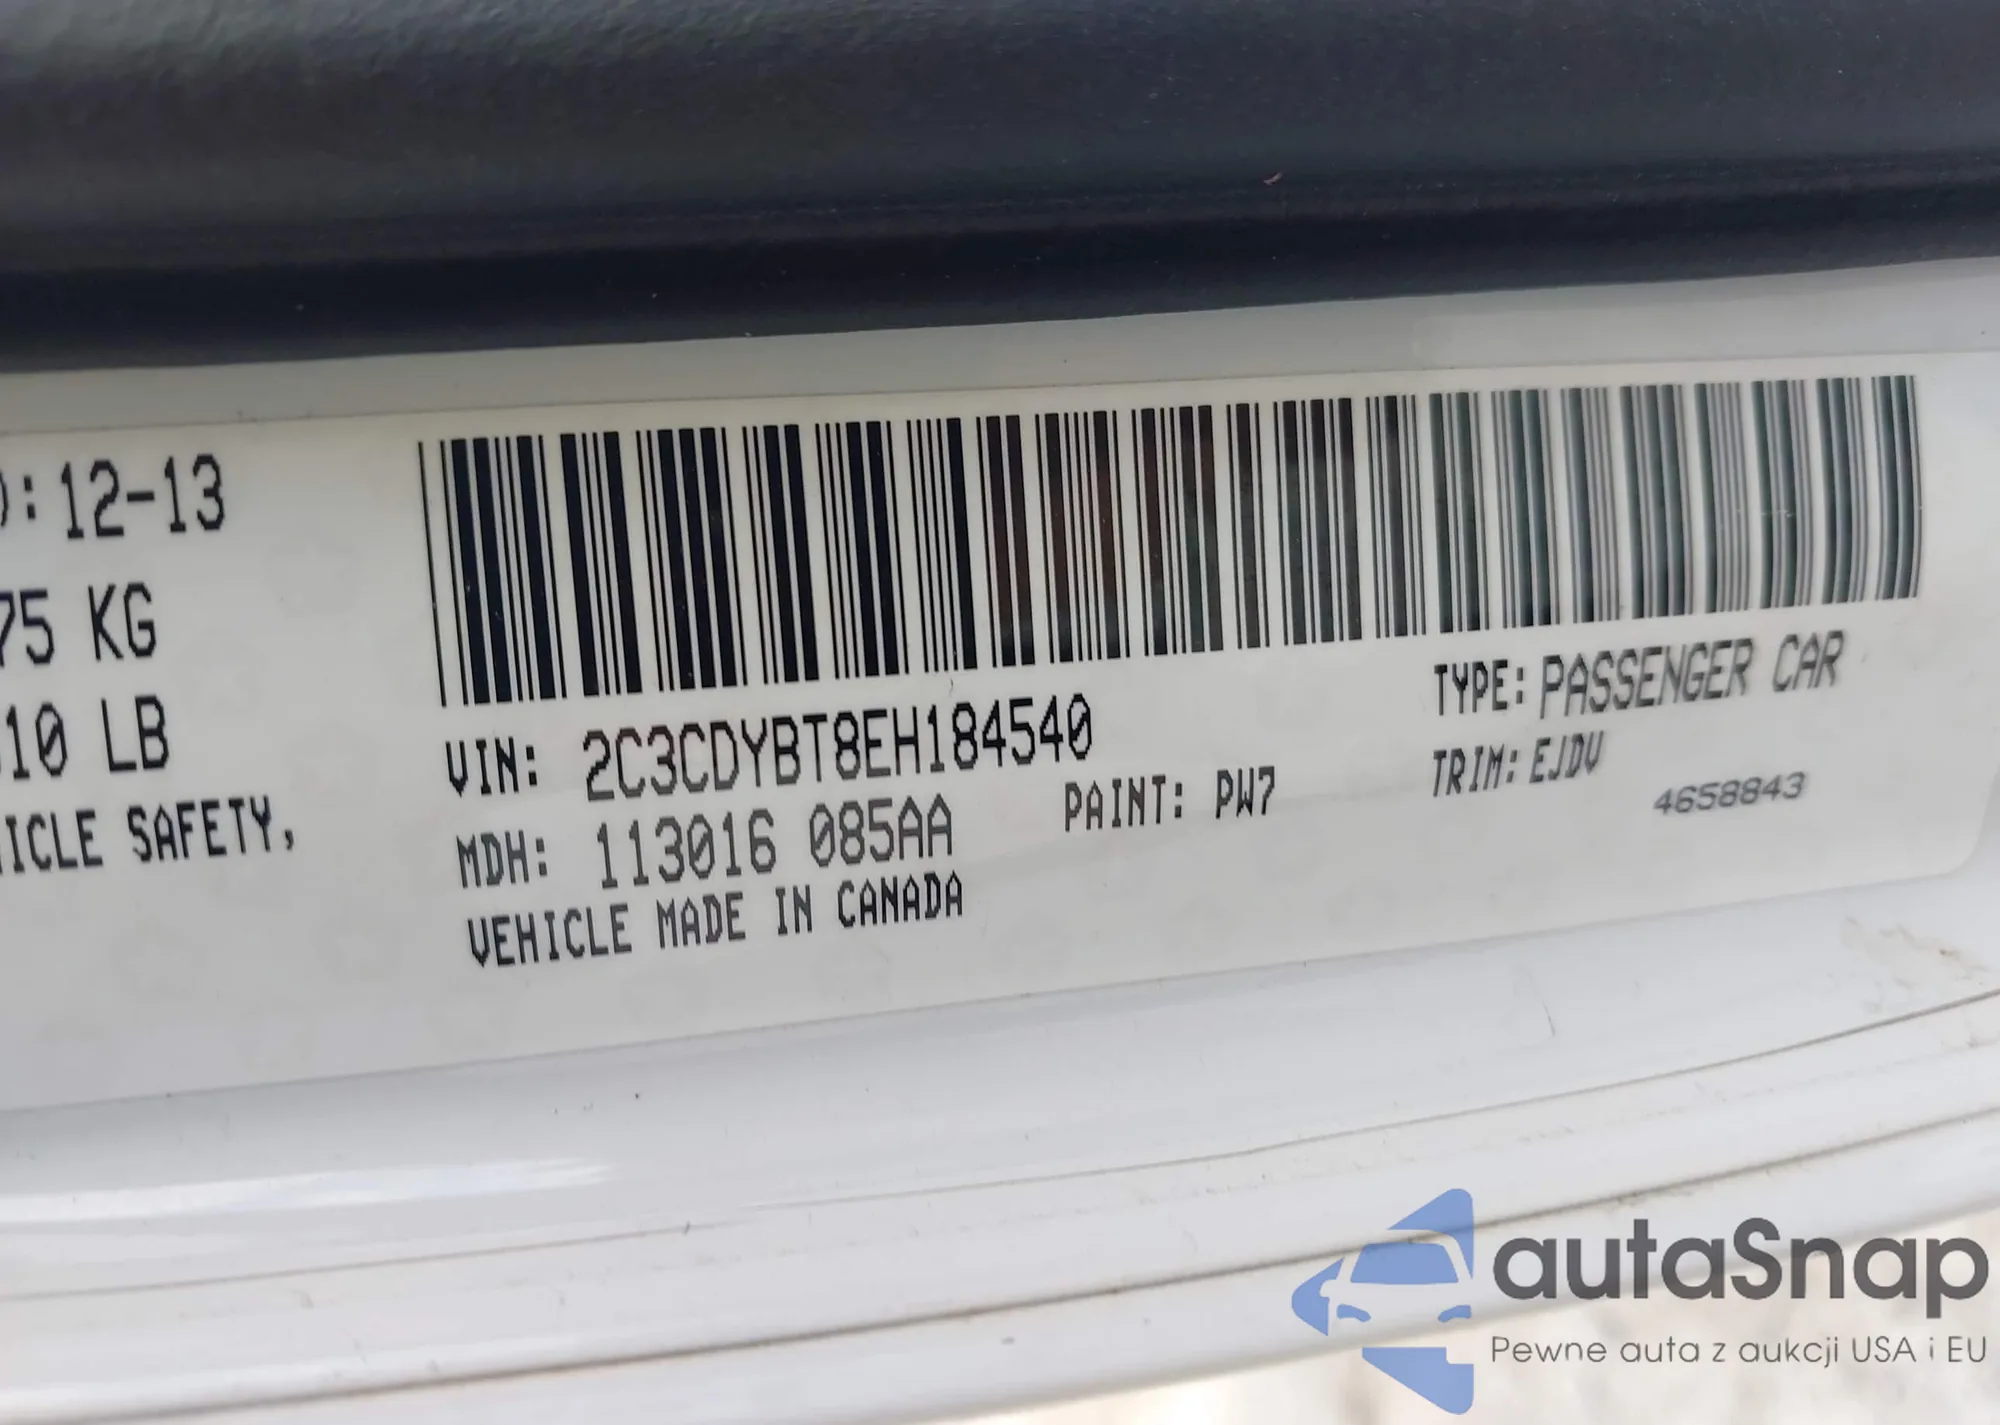 : 12-13
75 KG
10 LB
ICLE SAFETY,
VIN: 2C3CDYBT8EH184540
MDH: 113016 085AA
PAINT: PW7
VEHICLE MADE IN CANADA
TYPE: PASSENGER CAR
TRIM: EJDV
4658843
autaSnap
Pewne auta z aukcji USA i EU